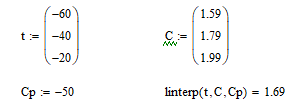 t := (−60 −40 −20)
C := (1.59 1.79 1.99)
Cp := −50
linterp(t, C, Cp) = 1.69